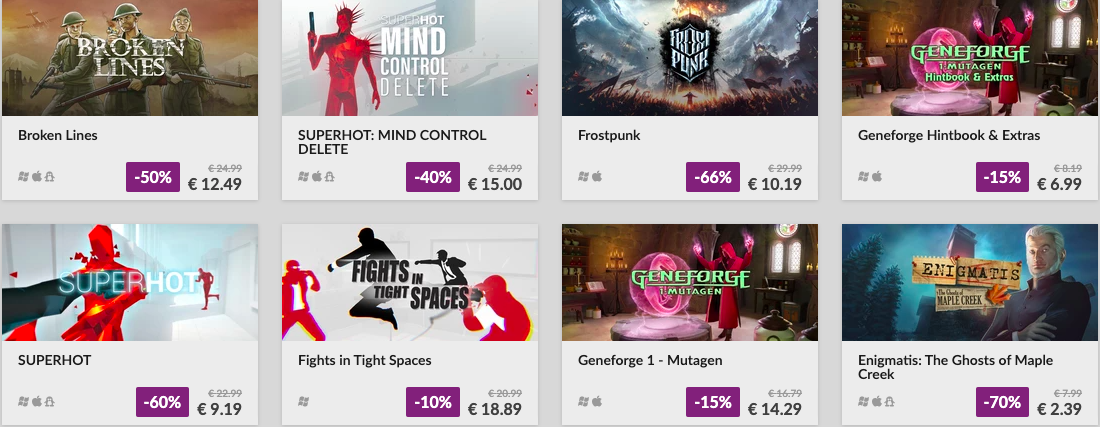 BROKEN
LINES
Broken Lines
-50%
€ 24.99
€ 12.49
SUPERHOT
MIND
CONTROL
DELETE
SUPERHOT: MIND CONTROL
DELETE
-40%
€ 24.99
€ 15.00
FROST
PUNK
Frostpunk
-66%
€ 29.99
€ 10.19
GENEFORGE
1 MUTAGEN
Hintbook & Extras
Geneforge Hintbook & Extras
-15%
€ 8.19
€ 6.99
SUPERHOT
SUPERHOT
-60%
€ 22.99
€ 9.19
FIGHTS IN
TIGHT SPACES
Fights in Tight Spaces
-10%
€ 20.99
€ 18.89
GENEFORGE
1 MUTAGEN
Geneforge 1 - Mutagen
-15%
€ 16.79
€ 14.29
ENIGMATIS
The Ghosts of
MAPLE CREEK
Enigmatis: The Ghosts of Maple
Creek
-70%
€ 7.99
€ 2.39